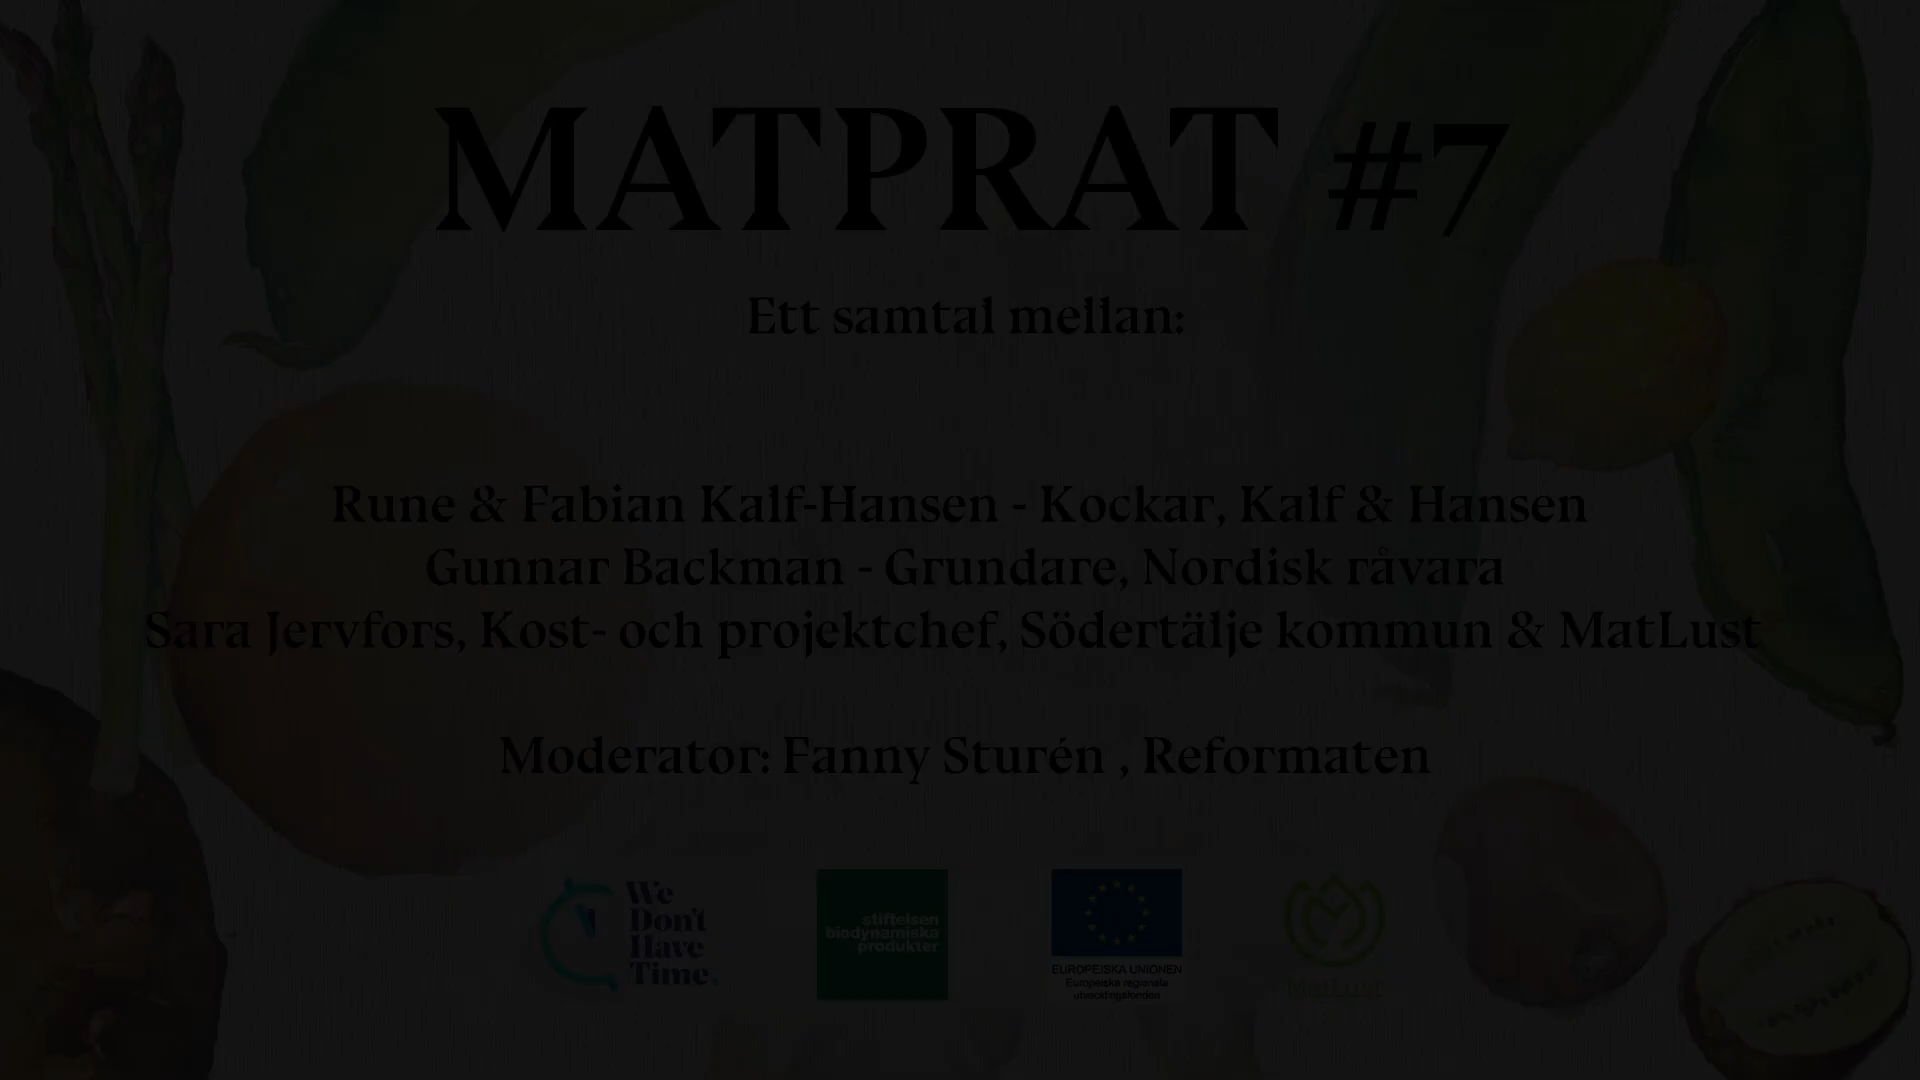 MATPRAT #7
Ett samtal mellan:
Rune & Fabian Kalf-Hansen - Kockar, Kalf & Hansen
Gunnar Backman - Grundare, Nordisk råvara
Sara Jervfors, Kost- och projektchef, Södertälje kommun & MatLust
Moderator: Fanny Sturén , Reformaten
We
Don't
Have
Time.
stiftelsen
biodynamiska
produkter
EUROPEISKA UNIONEN
Europeiska regionala
utvecklingsfonden
MatLust